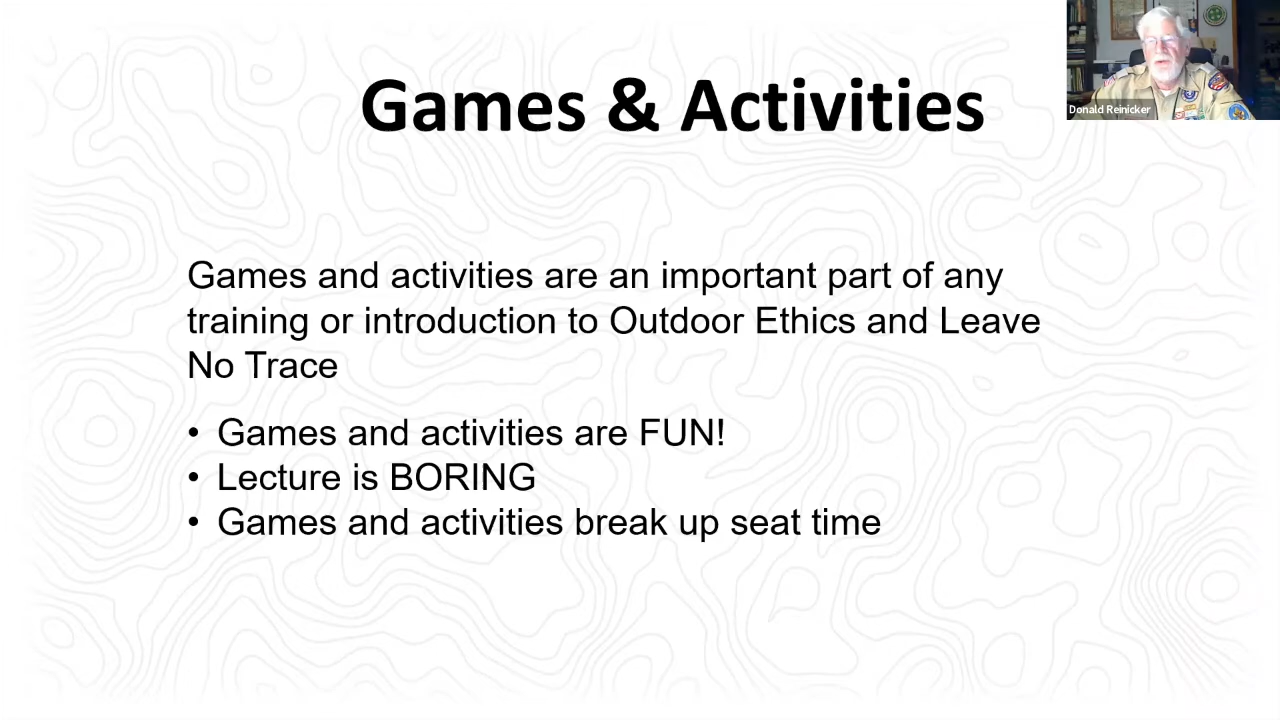 Games & Activities
Donald Reinicker
Games and activities are an important part of any
training or introduction to Outdoor Ethics and Leave
No Trace
• Games and activities are FUN!
• Lecture is BORING
• Games and activities break up seat time